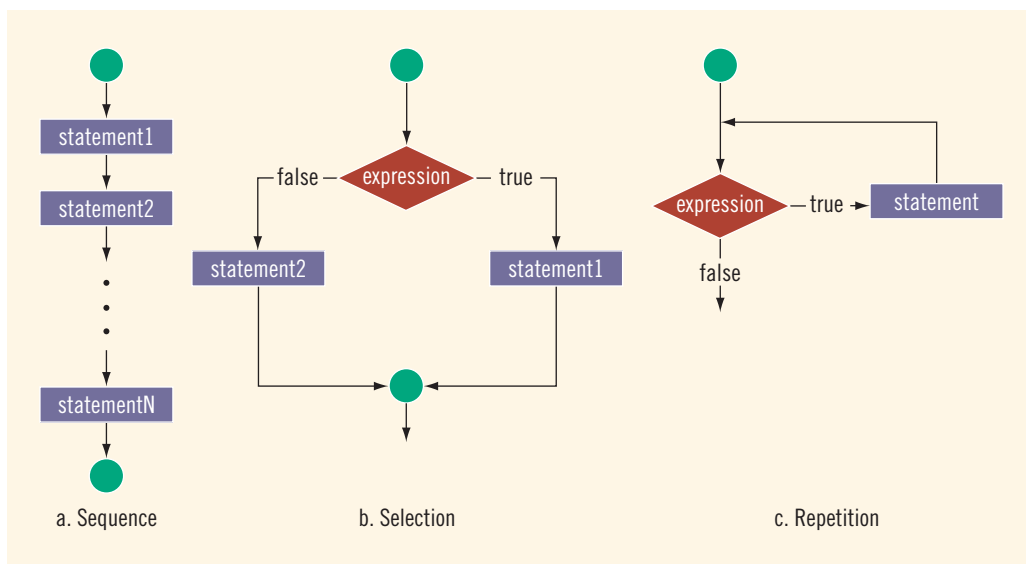 statement1
statement2
statementN
a. Sequence
expression
false
true
statement2
statement1
b. Selection
expression
true
statement
false
c. Repetition